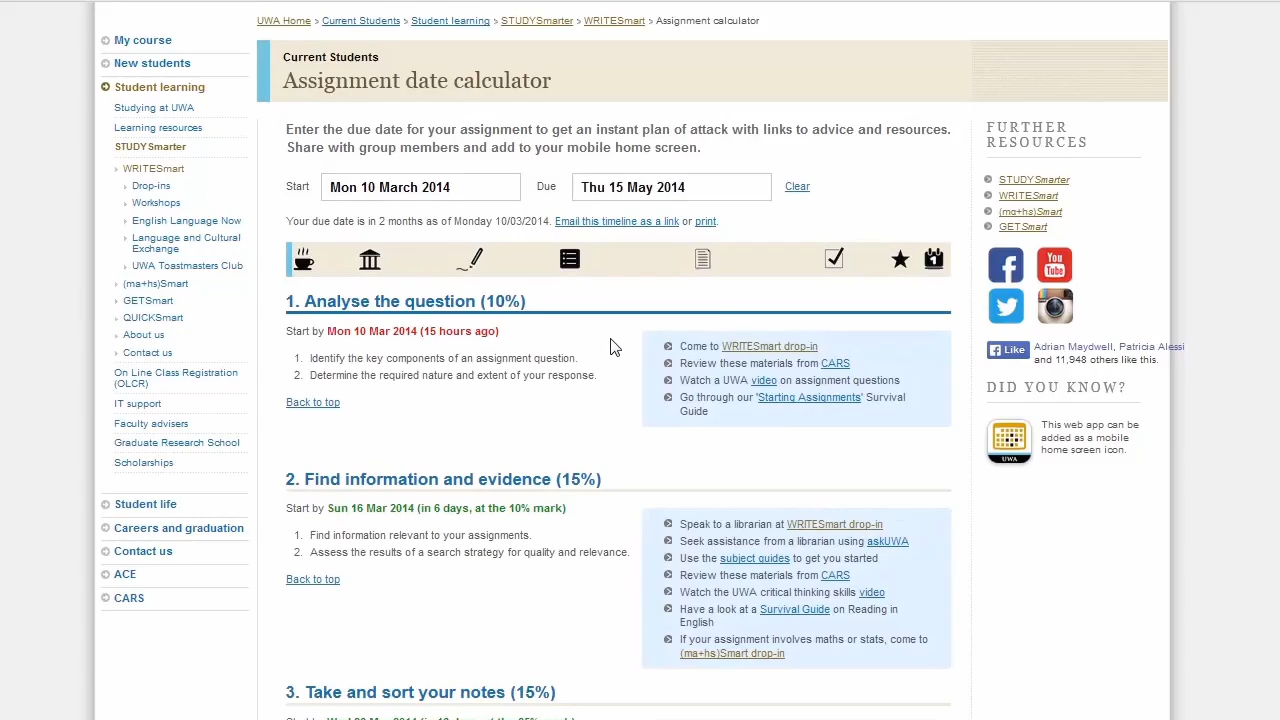 UWA Home > Current Students > Student learning > STUDYSmarter > WRITESmart > Assignment calculator
My course
New students
Student learning
Studying at UWA
Learning resources
STUDYSmarter
WRITESmart
Drop-ins
Workshops
English Language Now
Language and Cultural
Exchange
UWA Toastmasters Club
(ma+hs)Smart
GETSmart
QUICKSmart
About us
Contact us
On Line Class Registration
(OLCR)
IT support
Faculty advisers
Graduate Research School
Scholarships
Student life
Careers and graduation
Contact us
ACE
CARS
Current Students
Assignment date calculator
Enter the due date for your assignment to get an instant plan of attack with links to advice and resources.
Share with group members and add to your mobile home screen.
Start Mon 10 March 2014 Due Thu 15 May 2014 Clear
Your due date is in 2 months as of Monday 10/03/2014. Email this timeline as a link or print.
1. Analyse the question (10%)
Start by Mon 10 Mar 2014 (15 hours ago)
1. Identify the key components of an assignment question.
2. Determine the required nature and extent of your response.
Back to top
Come to WRITESmart drop-in
Review these materials from CARS
Watch a UWA video on assignment questions
Go through our 'Starting Assignments' Survival
Guide
2. Find information and evidence (15%)
Start by Sun 16 Mar 2014 (in 6 days, at the 10% mark)
1. Find information relevant to your assignments.
2. Assess the results of a search strategy for quality and relevance.
Back to top
Speak to a librarian at WRITESmart drop-in
Seek assistance from a librarian using askUWA
Use the subject guides to get you started
Review these materials from CARS
Watch the UWA critical thinking skills video
Have a look at a Survival Guide on Reading in
English
If your assignment involves maths or stats, come to
(ma+hs)Smart drop-in
3. Take and sort your notes (15%)
FURTHER
RESOURCES
STUDYSmarter
WRITESmart
(ma+hs)Smart
GETSmart
You
Tube
Like
Adrian Maydwell, Patricia Alessi
and 11,948 others like this.
DID YOU KNOW?
UWA
This web app can be
added as a mobile
home screen icon.